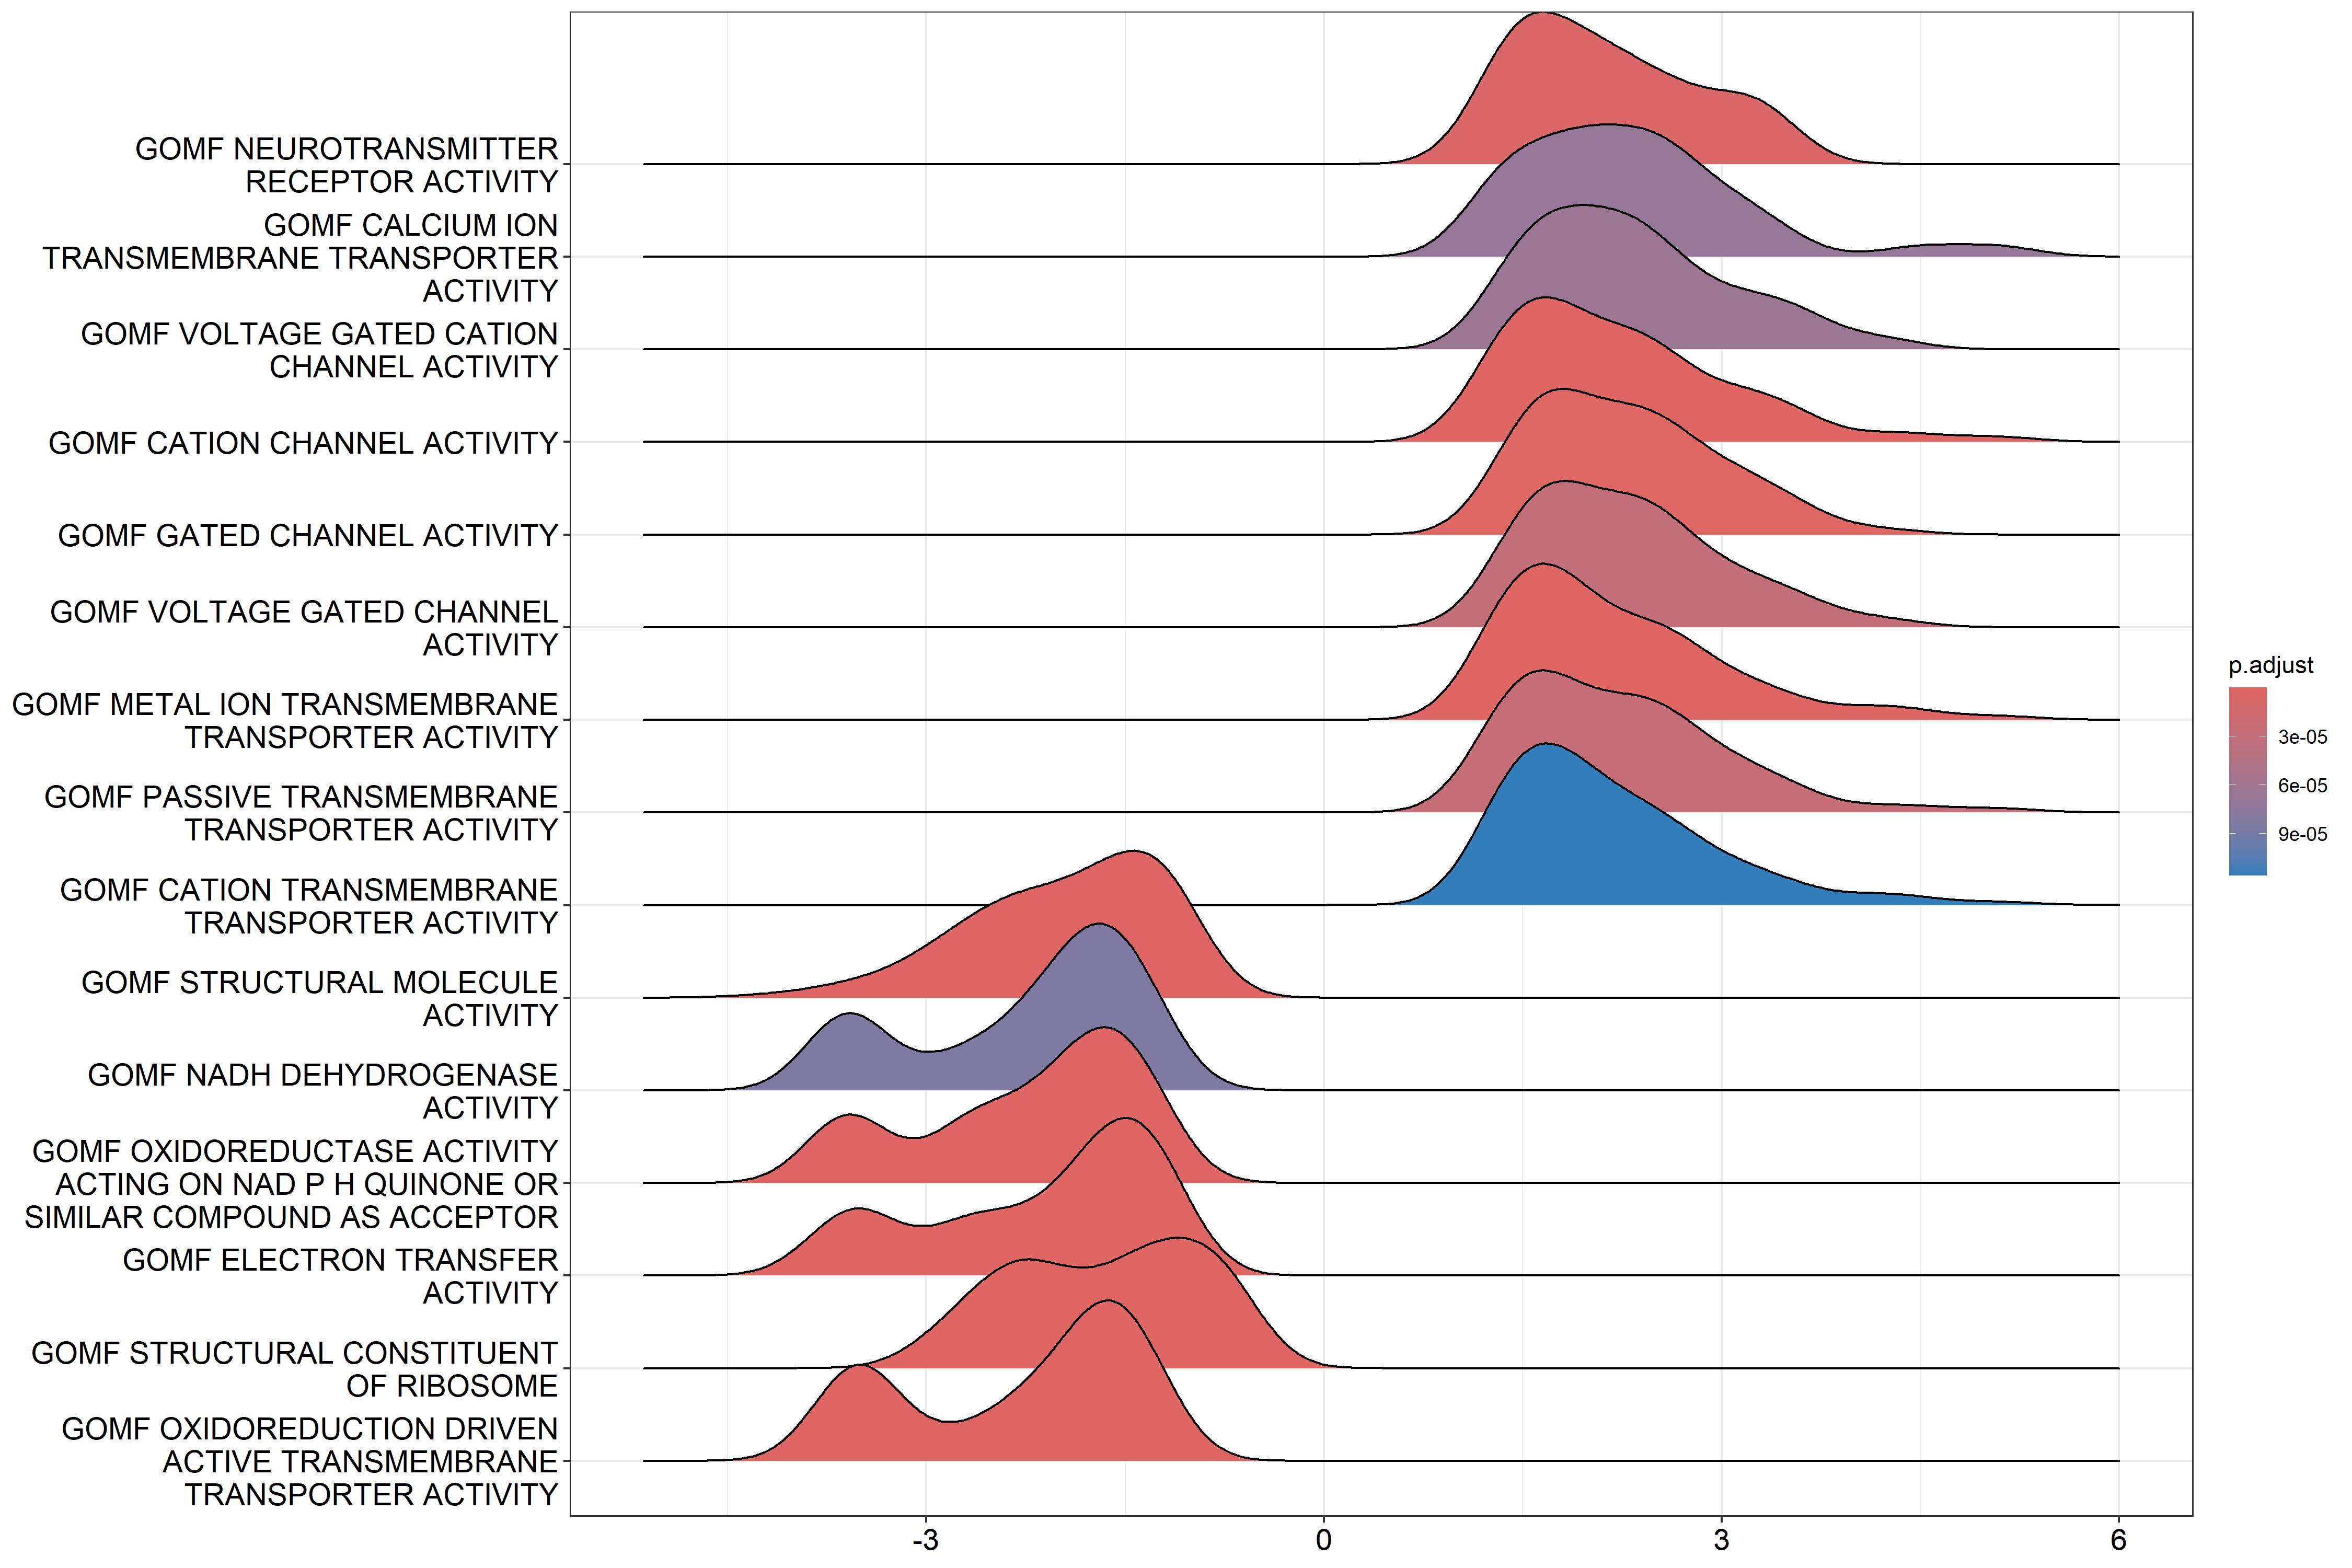 GOMF NEUROTRANSMITTER
RECEPTOR ACTIVITY
GOMF CALCIUM ION
TRANSMEMBRANE TRANSPORTER
ACTIVITY
GOMF VOLTAGE GATED CATION
CHANNEL ACTIVITY
GOMF CATION CHANNEL ACTIVITY
GOMF GATED CHANNEL ACTIVITY
GOMF VOLTAGE GATED CHANNEL
ACTIVITY
GOMF METAL ION TRANSMEMBRANE
TRANSPORTER ACTIVITY
GOMF PASSIVE TRANSMEMBRANE
TRANSPORTER ACTIVITY
GOMF CATION TRANSMEMBRANE
TRANSPORTER ACTIVITY
GOMF STRUCTURAL MOLECULE
ACTIVITY
GOMF NADH DEHYDROGENASE
ACTIVITY
GOMF OXIDOREDUCTASE ACTIVITY
ACTING ON NAD P H QUINONE OR
SIMILAR COMPOUND AS ACCEPTOR
GOMF ELECTRON TRANSFER
ACTIVITY
GOMF STRUCTURAL CONSTITUENT
OF RIBOSOME
GOMF OXIDOREDUCTION DRIVEN
ACTIVE TRANSMEMBRANE
TRANSPORTER ACTIVITY
-3 0 3 6
p.adjust
3e-05
6e-05
9e-05